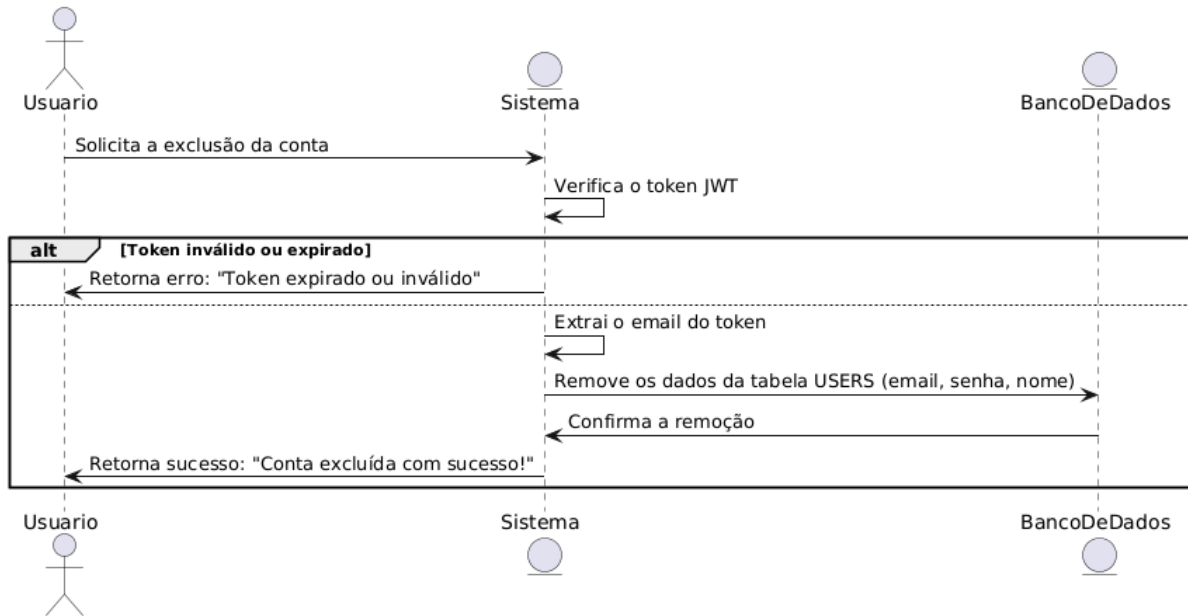 Usuario
Sistema
BancoDeDados
Solicita a exclusão da conta
Verifica o token JWT
alt
[Token inválido ou expirado]
Retorna erro: "Token expirado ou inválido"
Extrai o email do token
Remove os dados da tabela USERS (email, senha, nome)
Confirma a remoção
Retorna sucesso: "Conta excluída com sucesso!"
Usuario
Sistema
BancoDeDados